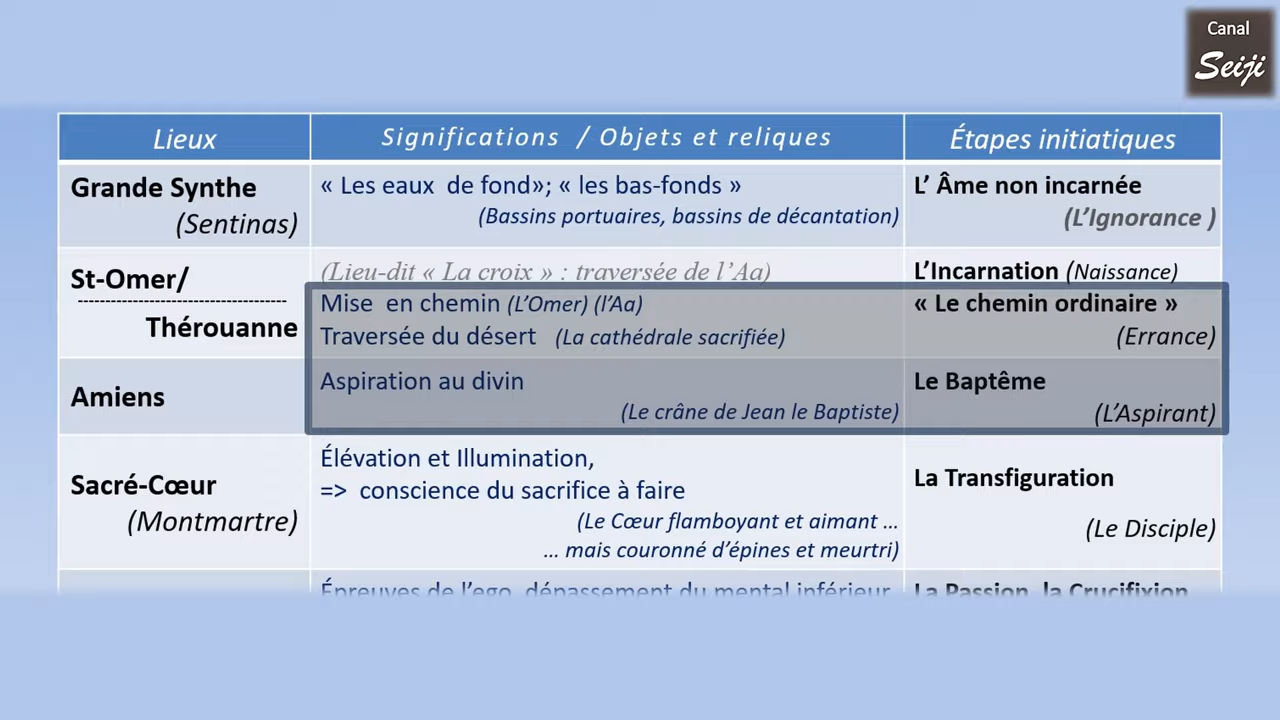 Canal
Seiji
Lieux
Significations / Objets et reliques
Étapes initiatiques
Grande Synthe
(Sentinas)
« Les eaux de fond»; « les bas-fonds »
(Bassins portuaires, bassins de décantation)
L' Âme non incarnée
(L'Ignorance )
St-Omer/
Thérouanne
(Lieu-dit « La croix » : traversée de l'Aa)
Mise en chemin (L'Omer) (l'Aa)
Traversée du désert (La cathédrale sacrifiée)
L'Incarnation (Naissance)
« Le chemin ordinaire »
(Errance)
Amiens
Aspiration au divin
(Le crâne de Jean le Baptiste)
Le Baptême
(L'Aspirant)
Sacré-Cœur
(Montmartre)
Élévation et Illumination,
=> conscience du sacrifice à faire
(Le Cœur flamboyant et aimant ...
... mais couronné d'épines et meurtri)
La Transfiguration
(Le Disciple)
Épreuves de l'ego, dépassement du mental inférieur
La Passion, la Crucifixion